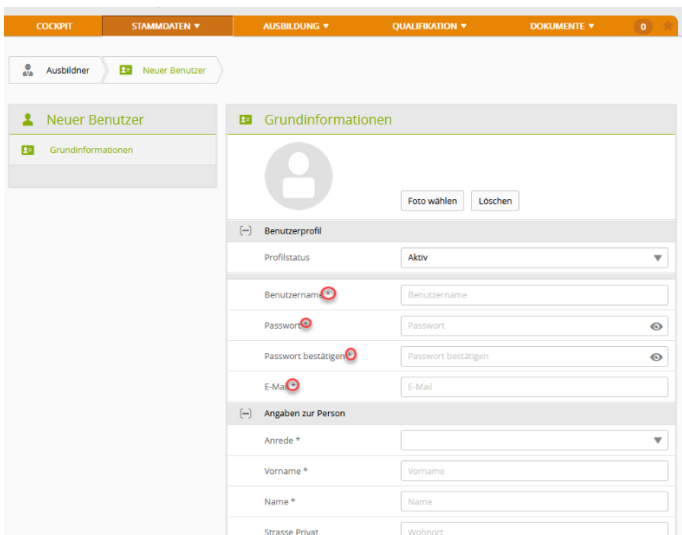 COCKPIT STAMMDATEN AUSBILDUNG QUALIFIKATION DOKUMENTE 0
Ausbildner Neuer Benutzer
Neuer Benutzer
Grundinformationen
Grundinformationen
Foto wählen Löschen
Benutzerprofil
Profilstatus Aktiv
Benutzername * Benutzername
Passwort * Passwort
Passwort bestätigen * Passwort bestätigen
E-Mail * E-Mail
Angaben zur Person
Anrede *
Vorname * Vorname
Name * Name
Strasse Privat Wohnort